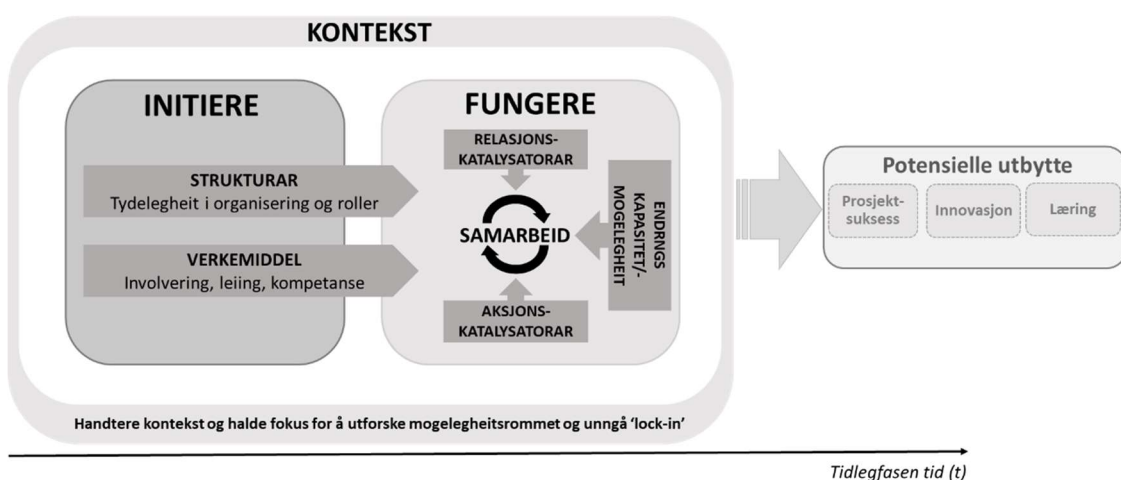 KONTEKST
INITIERE
STRUKTURAR
Tydelegheit i organisering og roller
VERKEMIDDEL
Involvering, leiing, kompetanse
FUNGERE
RELASJONS-
KATALYSATORAR
SAMARBEID
AKSJONS-
KATALYSATORAR
ENDRNGS
KAPASITET/-
MOGELEGHEIT
Potensielle utbytte
Prosjekt-
suksess
Innovasjon
Læring
Handtere kontekst og halde fokus for å utforske mogelegheitsrommet og unngå ‘lock-in’
Tidlegfasen tid (t)